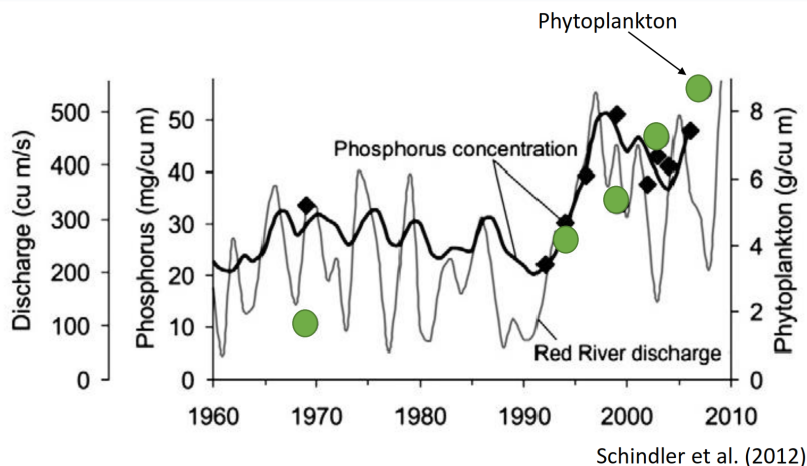 Phytoplankton
Discharge (cu m/s)
500
400
300
200
100
0
Phosphorus (mg/cu m)
50
40
30
20
10
0
Phosphorus concentration
Red River discharge
8
6
4
2
0
Phytoplankton (g/cu m)
1960 1970 1980 1990 2000 2010
Schindler et al. (2012)